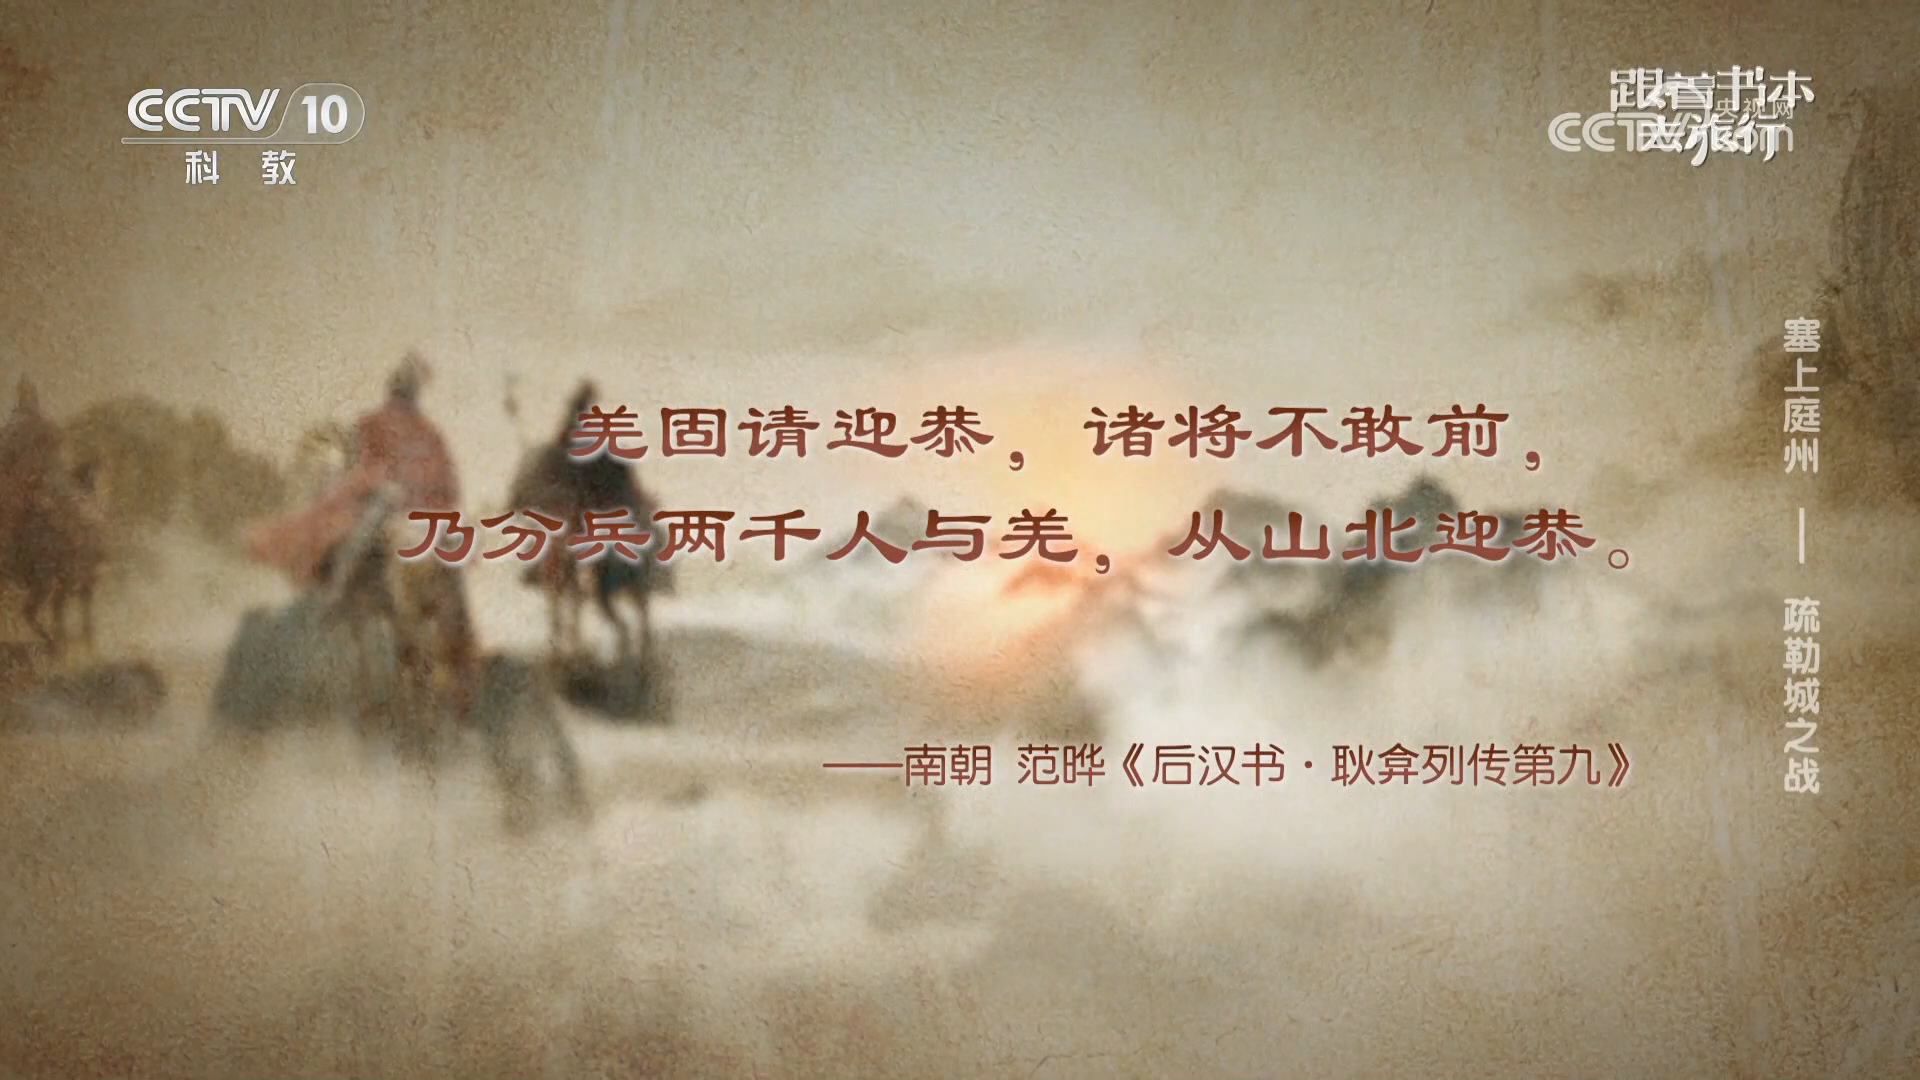 CCTV 10
科 教
跟着书本
去旅行
央视网
CCTV.com
羌固请迎恭，诸将不敢前，
乃分兵两千人与羌，从山北迎恭。
——南朝 范晔《后汉书·耿弇列传第九》
塞上庭州 —— 疏勒城之战